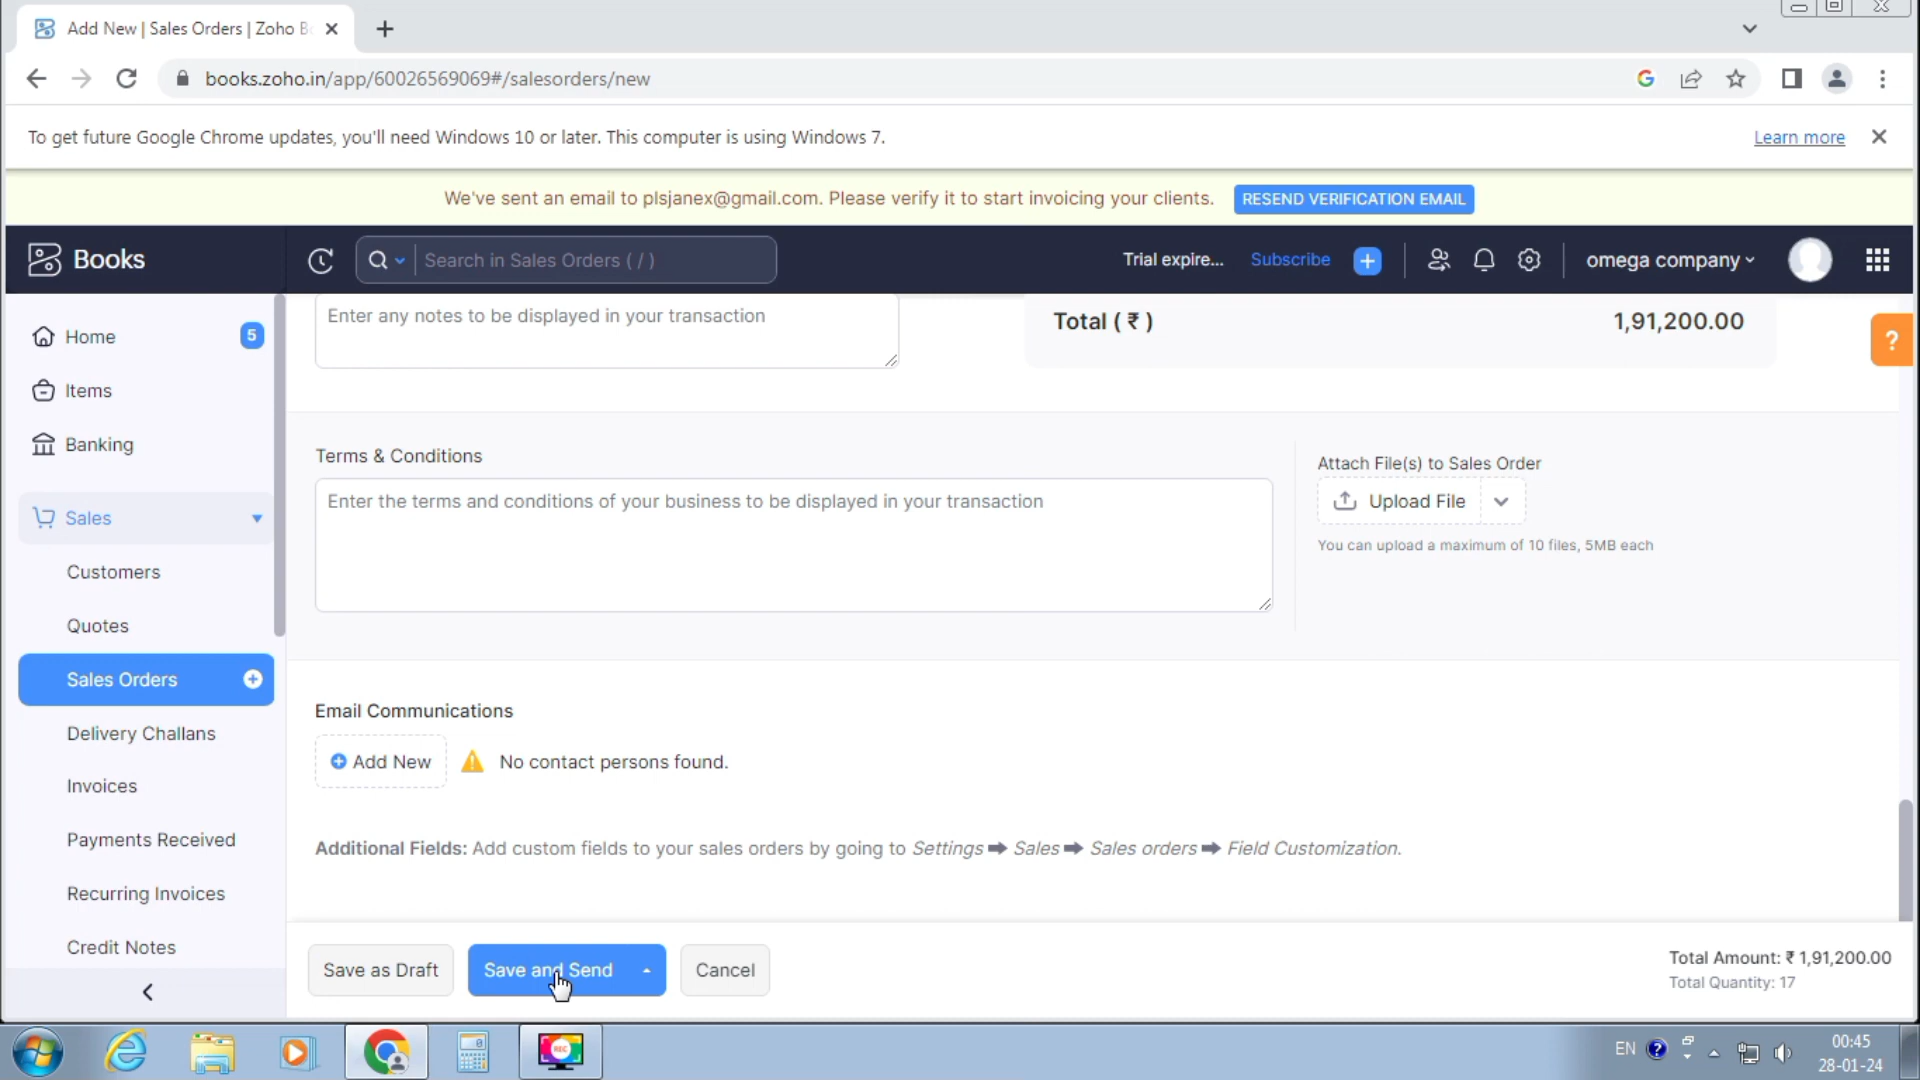 Add New | Sales Orders | Zoho B
books.zoho.in/app/60026569069#/salesorders/new
To get future Google Chrome updates, you'll need Windows 10 or later. This computer is using Windows 7.
Learn more
We've sent an email to plsjanex@gmail.com. Please verify it to start invoicing your clients.
RESEND VERIFICATION EMAIL
Books
Search in Sales Orders ( / )
Trial expire...
Subscribe
omega company
Home
5
Items
Banking
Sales
Customers
Quotes
Sales Orders
Delivery Challans
Invoices
Payments Received
Recurring Invoices
Credit Notes
Enter any notes to be displayed in your transaction
Total ( ₹ )
1,91,200.00
?
Terms & Conditions
Enter the terms and conditions of your business to be displayed in your transaction
Attach File(s) to Sales Order
Upload File
You can upload a maximum of 10 files, 5MB each
Email Communications
Add New
No contact persons found.
Additional Fields: Add custom fields to your sales orders by going to Settings ➡ Sales ➡ Sales orders ➡ Field Customization.
Save as Draft
Save and Send
Cancel
Total Amount: ₹ 1,91,200.00
Total Quantity: 17
REC
EN
?
00:45
28-01-24